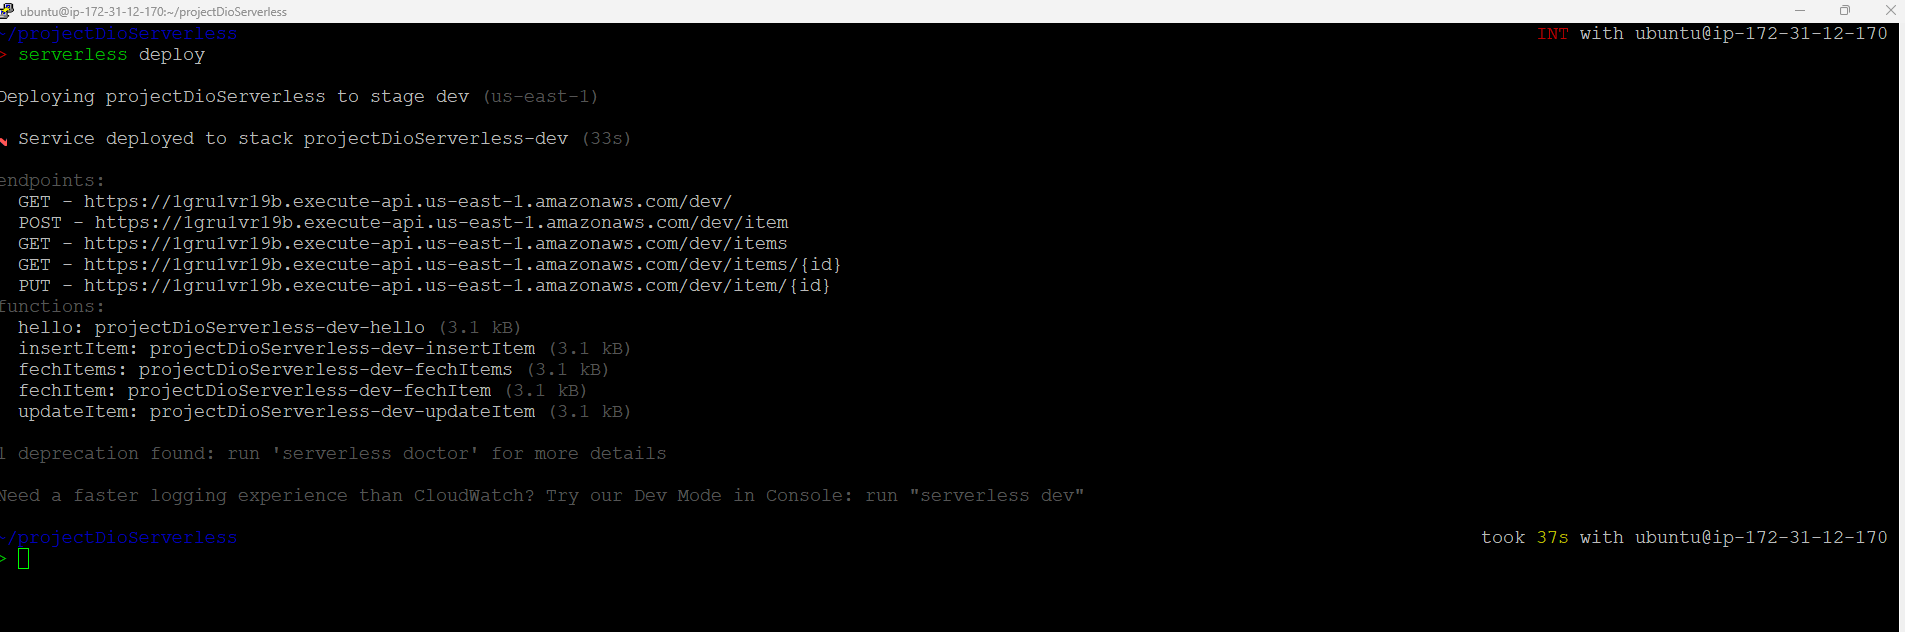 ubuntu@ip-172-31-12-170:~/projectDioServerless
~/projectDioServerless INT with ubuntu@ip-172-31-12-170
> serverless deploy
Deploying projectDioServerless to stage dev (us-east-1)
Service deployed to stack projectDioServerless-dev (33s)
endpoints:
GET - https://1gru1vr19b.execute-api.us-east-1.amazonaws.com/dev/
POST - https://1gru1vr19b.execute-api.us-east-1.amazonaws.com/dev/item
GET - https://1gru1vr19b.execute-api.us-east-1.amazonaws.com/dev/items
GET - https://1gru1vr19b.execute-api.us-east-1.amazonaws.com/dev/items/{id}
PUT - https://1gru1vr19b.execute-api.us-east-1.amazonaws.com/dev/item/{id}
functions:
hello: projectDioServerless-dev-hello (3.1 kB)
insertItem: projectDioServerless-dev-insertItem (3.1 kB)
fechItems: projectDioServerless-dev-fechItems (3.1 kB)
fechItem: projectDioServerless-dev-fechItem (3.1 kB)
updateItem: projectDioServerless-dev-updateItem (3.1 kB)
1 deprecation found: run 'serverless doctor' for more details
Need a faster logging experience than CloudWatch? Try our Dev Mode in Console: run "serverless dev"
~/projectDioServerless took 37s with ubuntu@ip-172-31-12-170
>